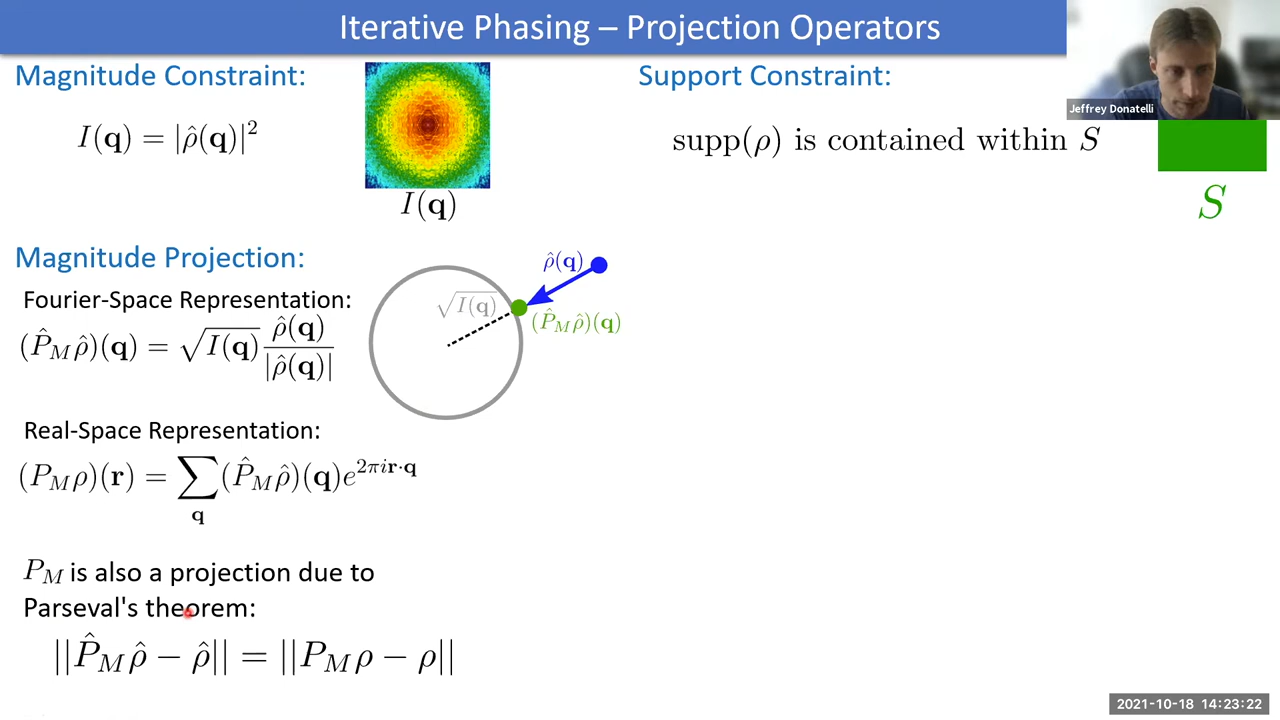 Iterative Phasing – Projection Operators
Magnitude Constraint:
I(q) = |ρ̂(q)|²
I(q)
Support Constraint:
Jeffrey Donatelli
supp(ρ) is contained within S
S
Magnitude Projection:
Fourier-Space Representation:
(P̂_M ρ̂)(q) = √I(q) ρ̂(q)/|ρ̂(q)|
ρ̂(q)
√I(q)
(P̂_M ρ̂)(q)
Real-Space Representation:
(P_M ρ)(r) = ∑_q (P̂_M ρ̂)(q)e^{2πir·q}
P_M is also a projection due to
Parseval's theorem:
||P̂_M ρ̂ − ρ̂|| = ||P_M ρ − ρ||
2021-10-18 14:23:22